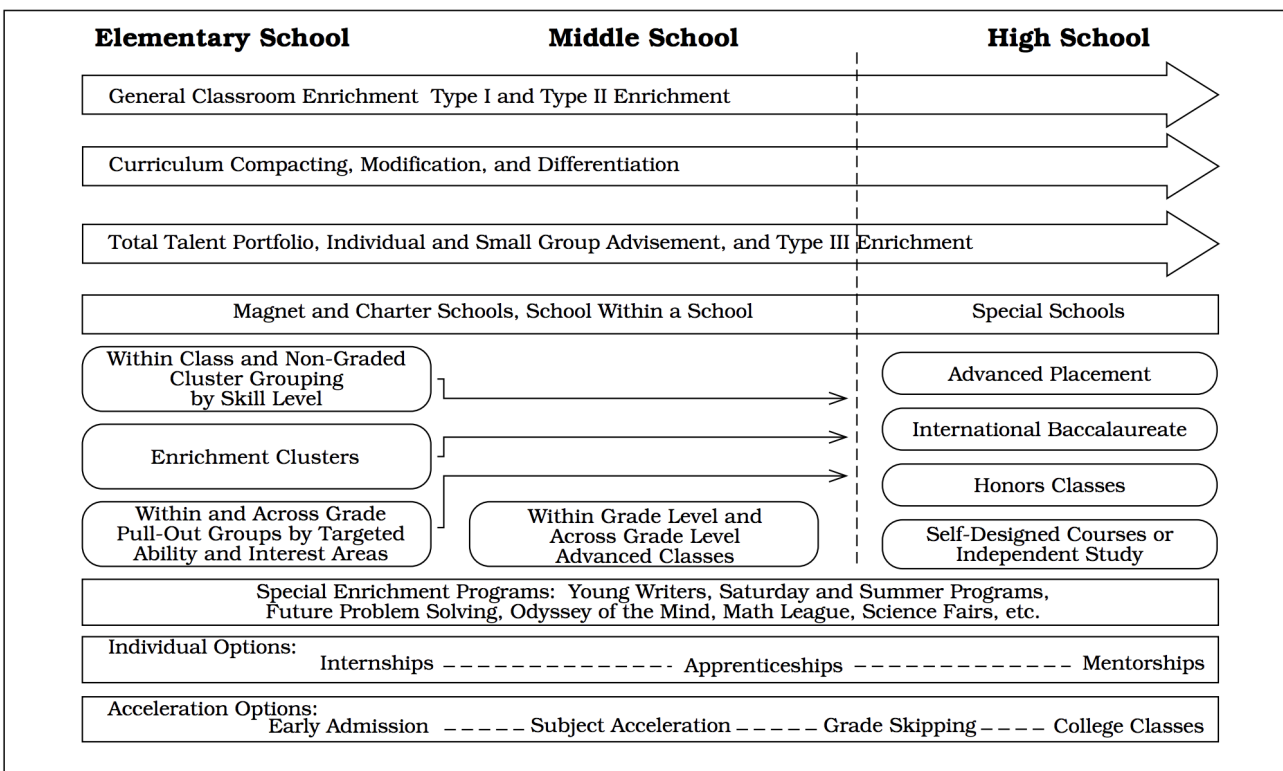 Elementary School
Middle School
High School
General Classroom Enrichment  Type I and Type II Enrichment
Curriculum Compacting, Modification, and Differentiation
Total Talent Portfolio, Individual and Small Group Advisement, and Type III Enrichment
Magnet and Charter Schools, School Within a School
Special Schools
Within Class and Non-Graded
Cluster Grouping
by Skill Level
Enrichment Clusters
Within and Across Grade
Pull-Out Groups by Targeted
Ability and Interest Areas
Within Grade Level and
Across Grade Level
Advanced Classes
Advanced Placement
International Baccalaureate
Honors Classes
Self-Designed Courses or
Independent Study
Special Enrichment Programs:  Young Writers, Saturday and Summer Programs,
Future Problem Solving, Odyssey of the Mind, Math League, Science Fairs, etc.
Individual Options:
Internships
Apprenticeships
Mentorships
Acceleration Options:
Early Admission
Subject Acceleration
Grade Skipping
College Classes